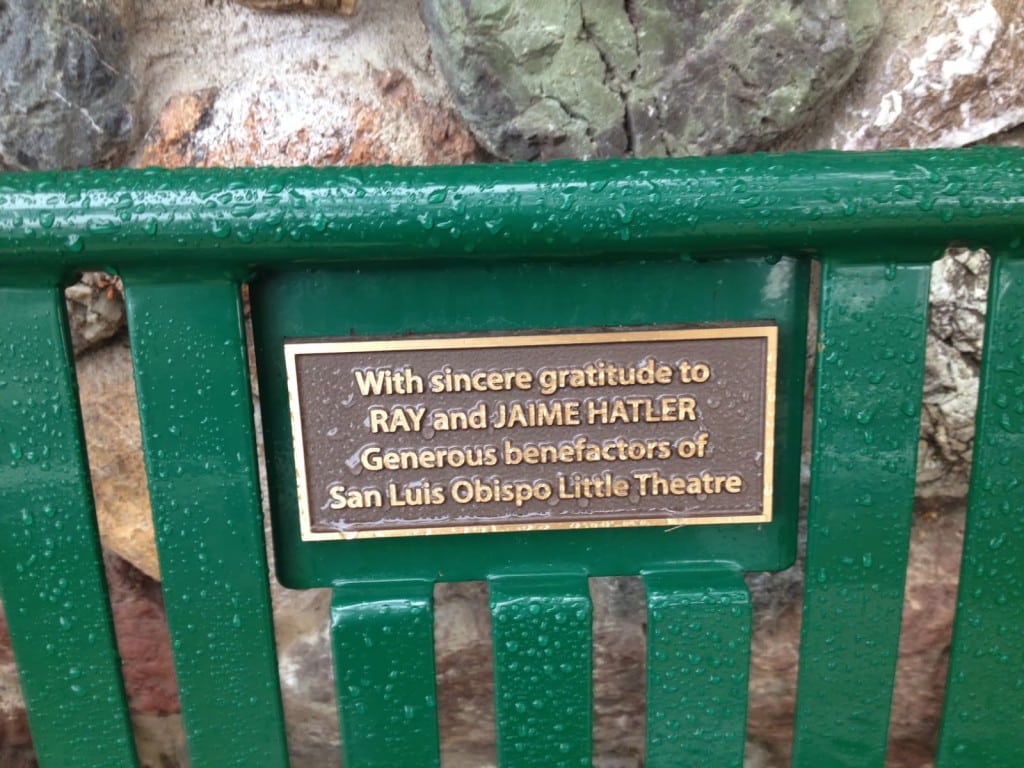 With sincere gratitude to
RAY and JAIME HATLER
Generous benefactors of
San Luis Obispo Little Theatre